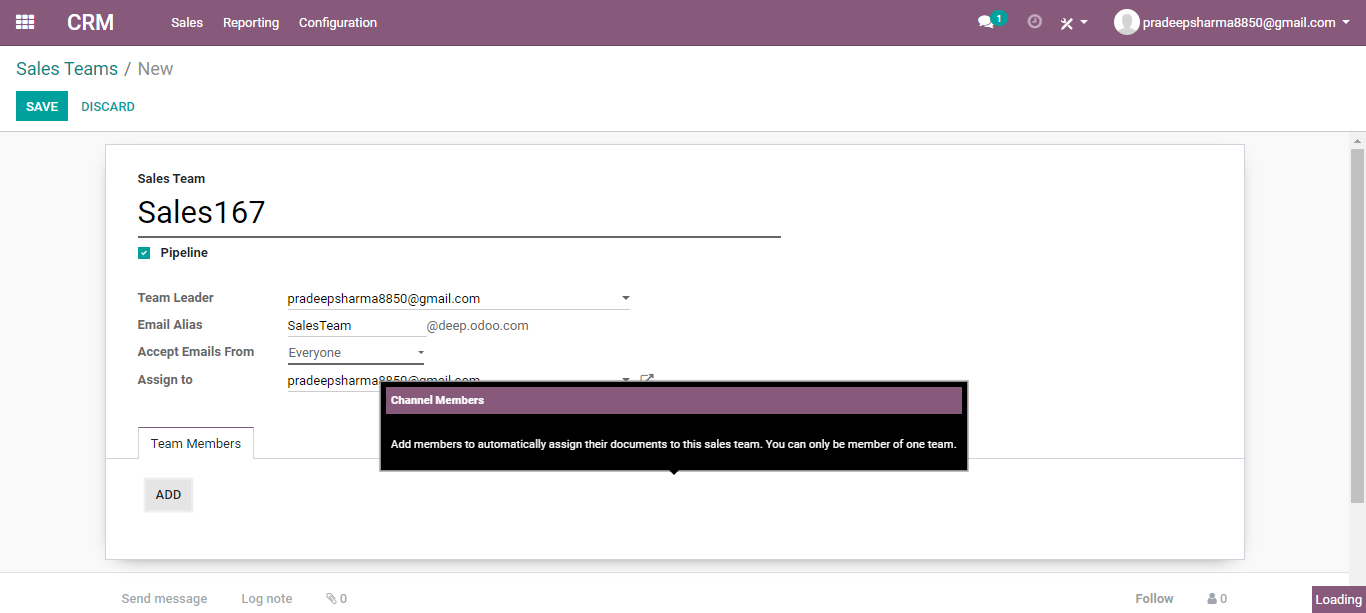 CRM Sales Reporting Configuration 1 pradeepsharma8850@gmail.com
Sales Teams / New
SAVE DISCARD
Sales Team
Sales167
Pipeline
Team Leader pradeepsharma8850@gmail.com
Email Alias SalesTeam @deep.odoo.com
Accept Emails From Everyone
Assign to pradeepsharma8850@gmail.com
Channel Members
Add members to automatically assign their documents to this sales team. You can only be member of one team.
Team Members
ADD
Send message Log note 0 Follow 0
Loading